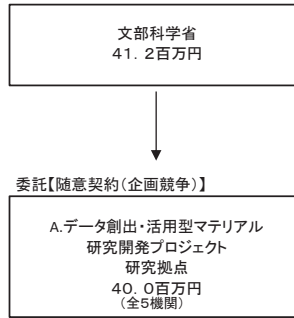 文部科学省
41.2百万円
委託【随意契約(企画競争)】
A.データ創出・活用型マテリアル
研究開発プロジェクト
研究拠点
40.0百万円
(全5機関)